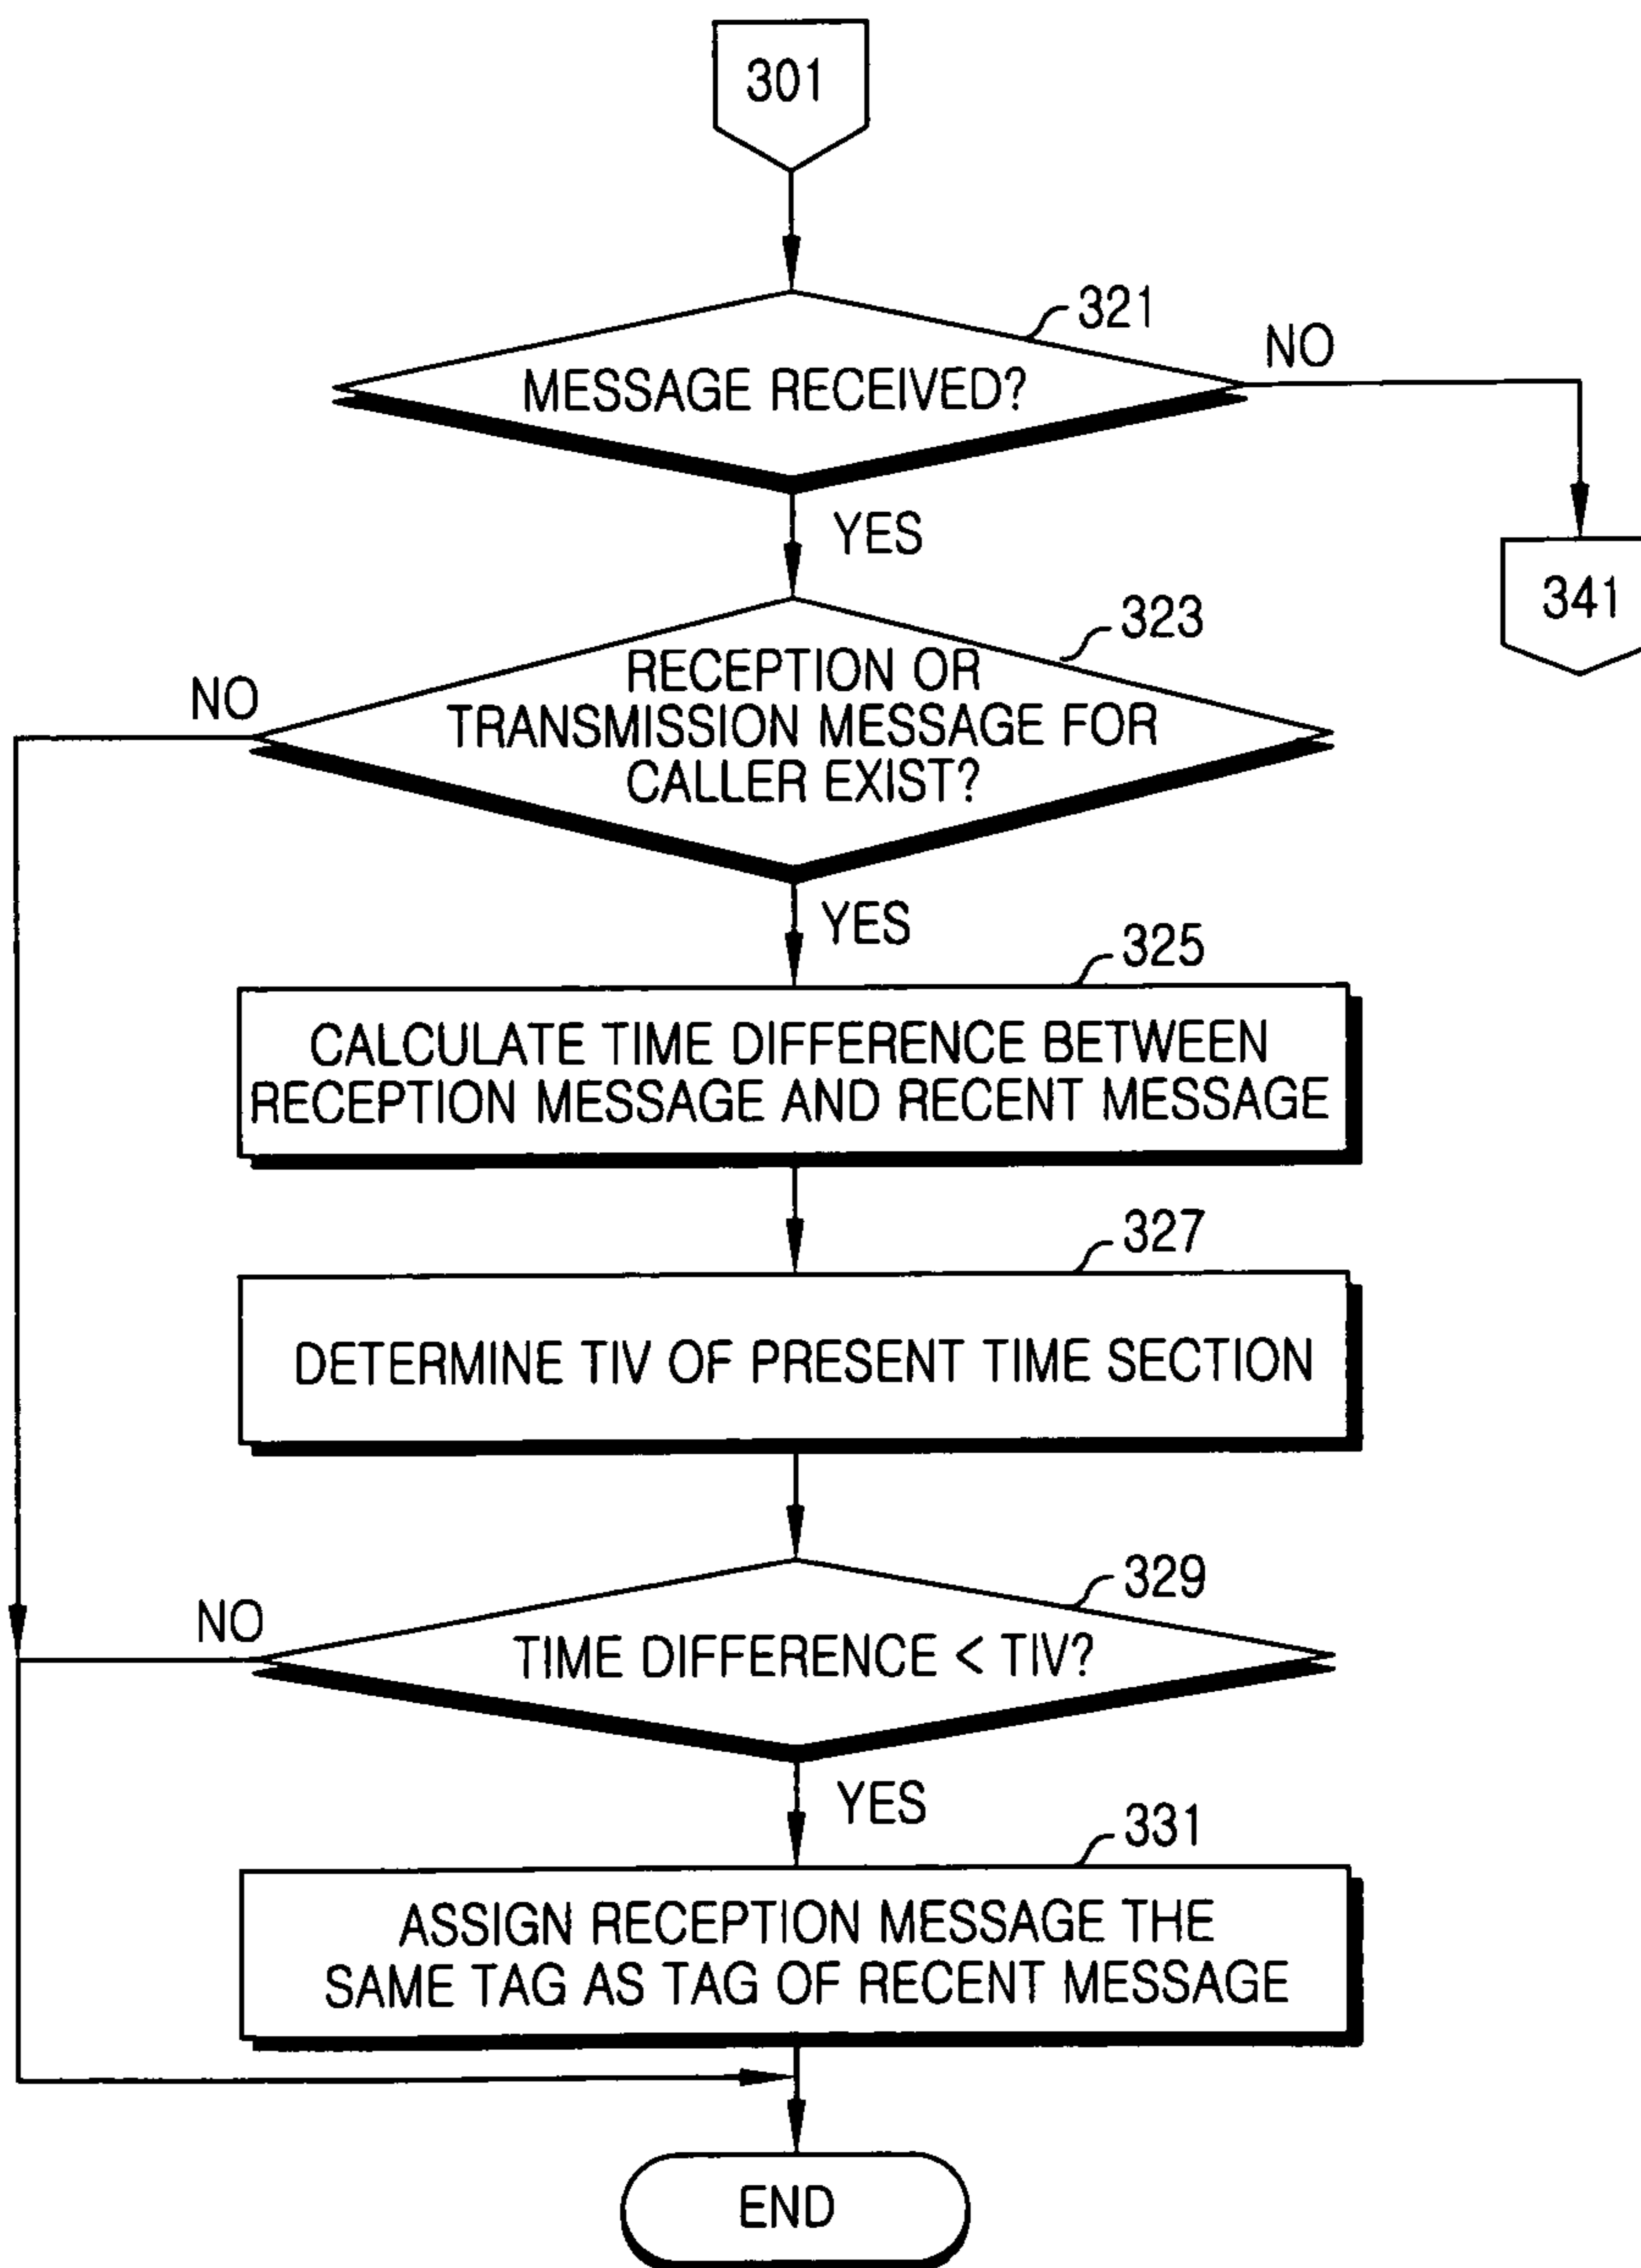 301
321
MESSAGE RECEIVED?
NO
YES
341
323
RECEPTION OR
TRANSMISSION MESSAGE FOR
CALLER EXIST?
NO
YES
325
CALCULATE TIME DIFFERENCE BETWEEN
RECEPTION MESSAGE AND RECENT MESSAGE
327
DETERMINE TIV OF PRESENT TIME SECTION
329
NO
TIME DIFFERENCE < TIV?
YES
331
ASSIGN RECEPTION MESSAGE THE
SAME TAG AS TAG OF RECENT MESSAGE
END